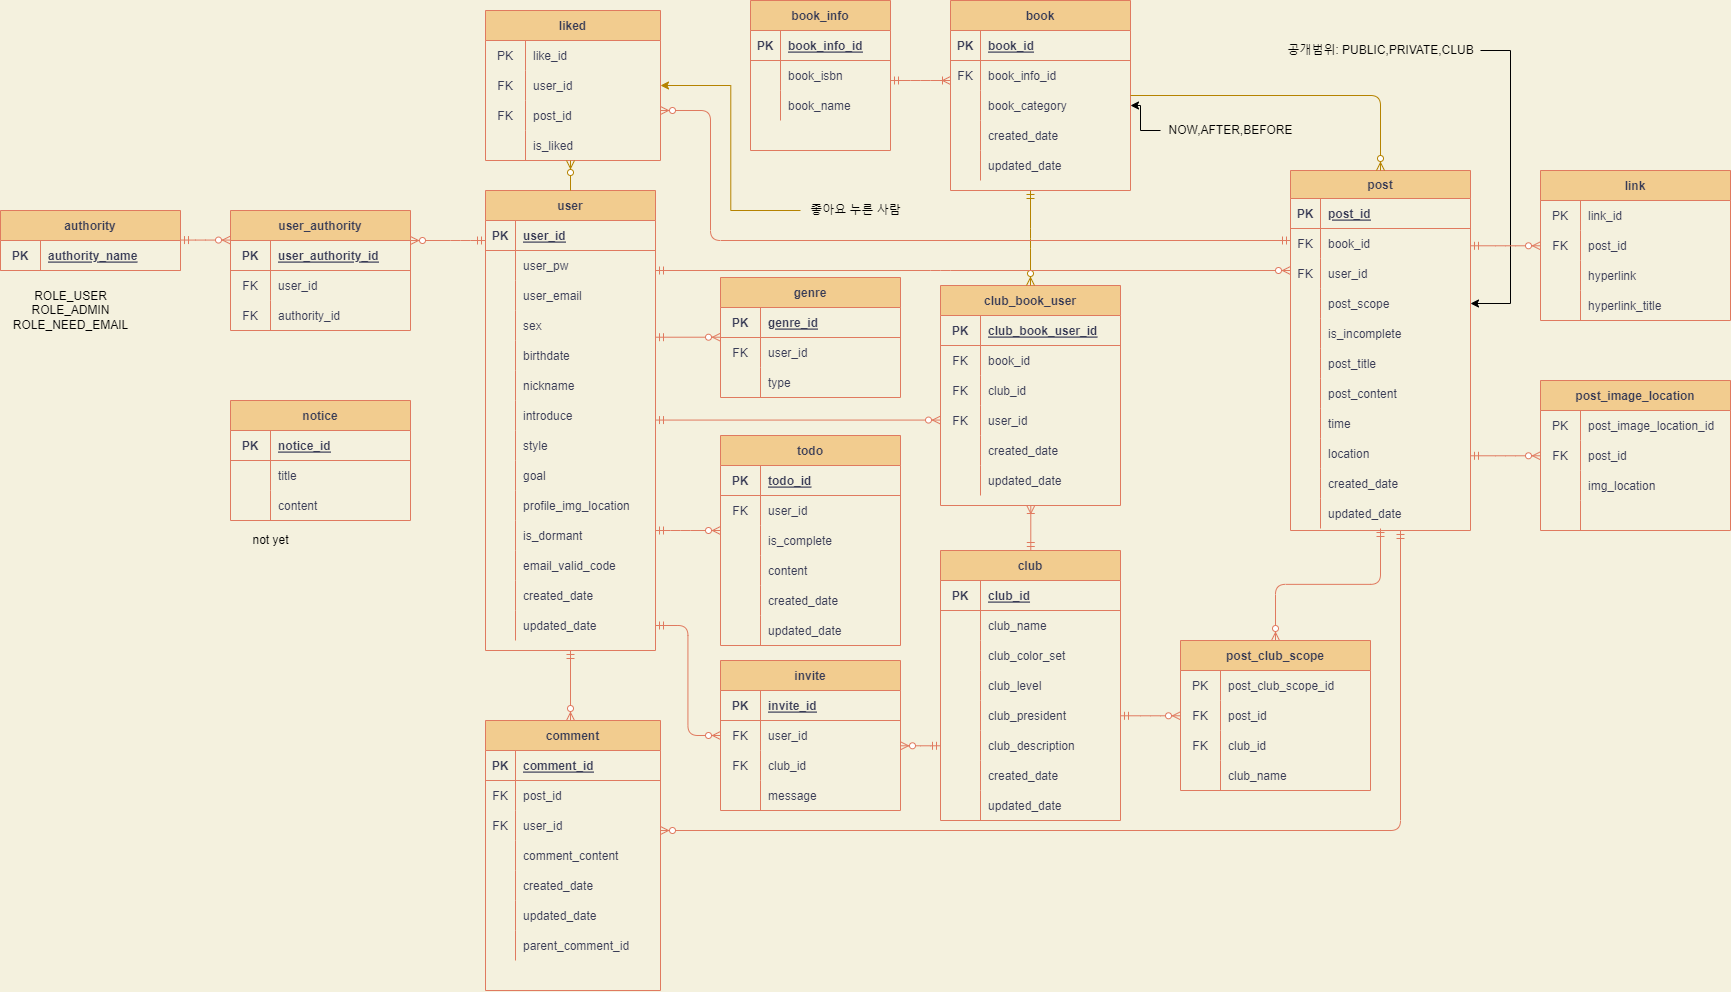 liked
PK like_id
FK user_id
FK post_id
is_liked
book_info
PK book_info_id
book_isbn
book_name
book
PK book_id
FK book_info_id
book_category
created_date
updated_date
공개범위: PUBLIC,PRIVATE,CLUB
NOW,AFTER,BEFORE
좋아요 누른 사람
authority
PK authority_name
ROLE_USER
ROLE_ADMIN
ROLE_NEED_EMAIL
user_authority
PK user_authority_id
FK user_id
FK authority_id
user
PK user_id
user_pw
user_email
sex
birthdate
nickname
introduce
style
goal
profile_img_location
is_dormant
email_valid_code
created_date
updated_date
post
PK post_id
FK book_id
FK user_id
post_scope
is_incomplete
post_title
post_content
time
location
created_date
updated_date
link
PK link_id
FK post_id
hyperlink
hyperlink_title
genre
PK genre_id
FK user_id
type
club_book_user
PK club_book_user_id
FK book_id
FK club_id
FK user_id
created_date
updated_date
notice
PK notice_id
title
content
not yet
todo
PK todo_id
FK user_id
is_complete
content
created_date
updated_date
post_image_location
PK post_image_location_id
FK post_id
img_location
club
PK club_id
club_name
club_color_set
club_level
club_president
club_description
created_date
updated_date
invite
PK invite_id
FK user_id
FK club_id
message
post_club_scope
PK post_club_scope_id
FK post_id
FK club_id
club_name
comment
PK comment_id
FK post_id
FK user_id
comment_content
created_date
updated_date
parent_comment_id